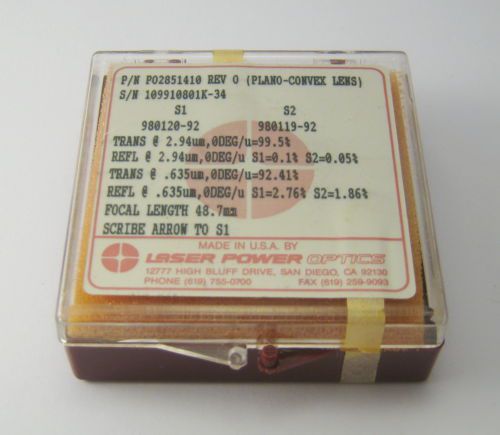 P/N P02851410 REV 0 (PLANO-CONVEX LENS)
S/N 109910801K-34
S1 S2
980120-92 980119-92
TRANS @ 2.94um,0DEG/u=99.5%
REFL @ 2.94um,0DEG/u S1=0.1% S2=0.05%
TRANS @ .635um,0DEG/u=92.41%
REFL @ .635um,0DEG/u S1=2.76% S2=1.86%
FOCAL LENGTH 48.7mm
SCRIBE ARROW TO S1
MADE IN U.S.A. BY
LASER POWER OPTICS
12777 HIGH BLUFF DRIVE, SAN DIEGO, CA 92130
PHONE (619) 755-0700 FAX (619) 259-9093